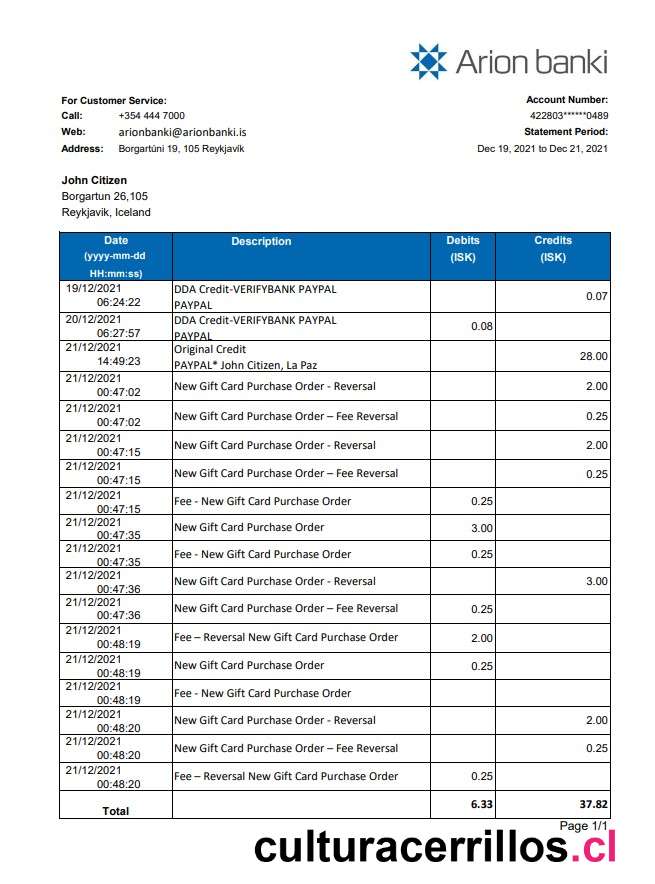 Arion banki
For Customer Service:
Call: +354 444 7000
Web: arionbanki@arionbanki.is
Address: Borgartúni 19, 105 Reykjavík
Account Number:
422803******0489
Statement Period:
Dec 19, 2021 to Dec 21, 2021
John Citizen
Borgartun 26,105
Reykjavik, Iceland
Date (yyyy-mm-dd HH:mm:ss) Description Debits (ISK) Credits (ISK)
19/12/2021 06:24:22 DDA Credit-VERIFYBANK PAYPAL PAYPAL 0.07
20/12/2021 06:27:57 DDA Credit-VERIFYBANK PAYPAL PAYPAL 0.08
21/12/2021 14:49:23 Original Credit PAYPAL* John Citizen, La Paz 28.00
21/12/2021 00:47:02 New Gift Card Purchase Order - Reversal 2.00
21/12/2021 00:47:02 New Gift Card Purchase Order – Fee Reversal 0.25
21/12/2021 00:47:15 New Gift Card Purchase Order - Reversal 2.00
21/12/2021 00:47:15 New Gift Card Purchase Order – Fee Reversal 0.25
21/12/2021 00:47:15 Fee - New Gift Card Purchase Order 0.25
21/12/2021 00:47:35 New Gift Card Purchase Order 3.00
21/12/2021 00:47:35 Fee - New Gift Card Purchase Order 0.25
21/12/2021 00:47:36 New Gift Card Purchase Order - Reversal 3.00
21/12/2021 00:47:36 New Gift Card Purchase Order – Fee Reversal 0.25
21/12/2021 00:48:19 Fee – Reversal New Gift Card Purchase Order 2.00
21/12/2021 00:48:19 New Gift Card Purchase Order 0.25
21/12/2021 00:48:19 Fee - New Gift Card Purchase Order
21/12/2021 00:48:20 New Gift Card Purchase Order - Reversal 2.00
21/12/2021 00:48:20 New Gift Card Purchase Order – Fee Reversal 0.25
21/12/2021 00:48:20 Fee – Reversal New Gift Card Purchase Order 0.25
Total 6.33 37.82
Page 1/1
culturacerrillos.cl